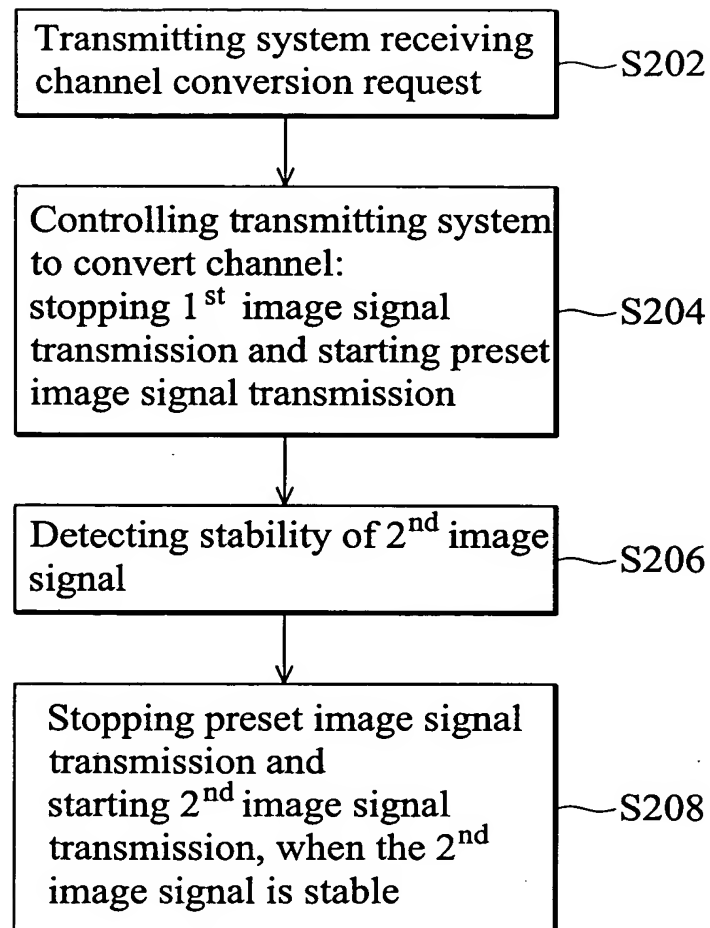 Transmitting system receiving
channel conversion request
S202
Controlling transmitting system
to convert channel:
stopping 1st image signal
transmission and starting preset
image signal transmission
S204
Detecting stability of 2nd image
signal
S206
Stopping preset image signal
transmission and
starting 2nd image signal
transmission, when the 2nd
image signal is stable
S208